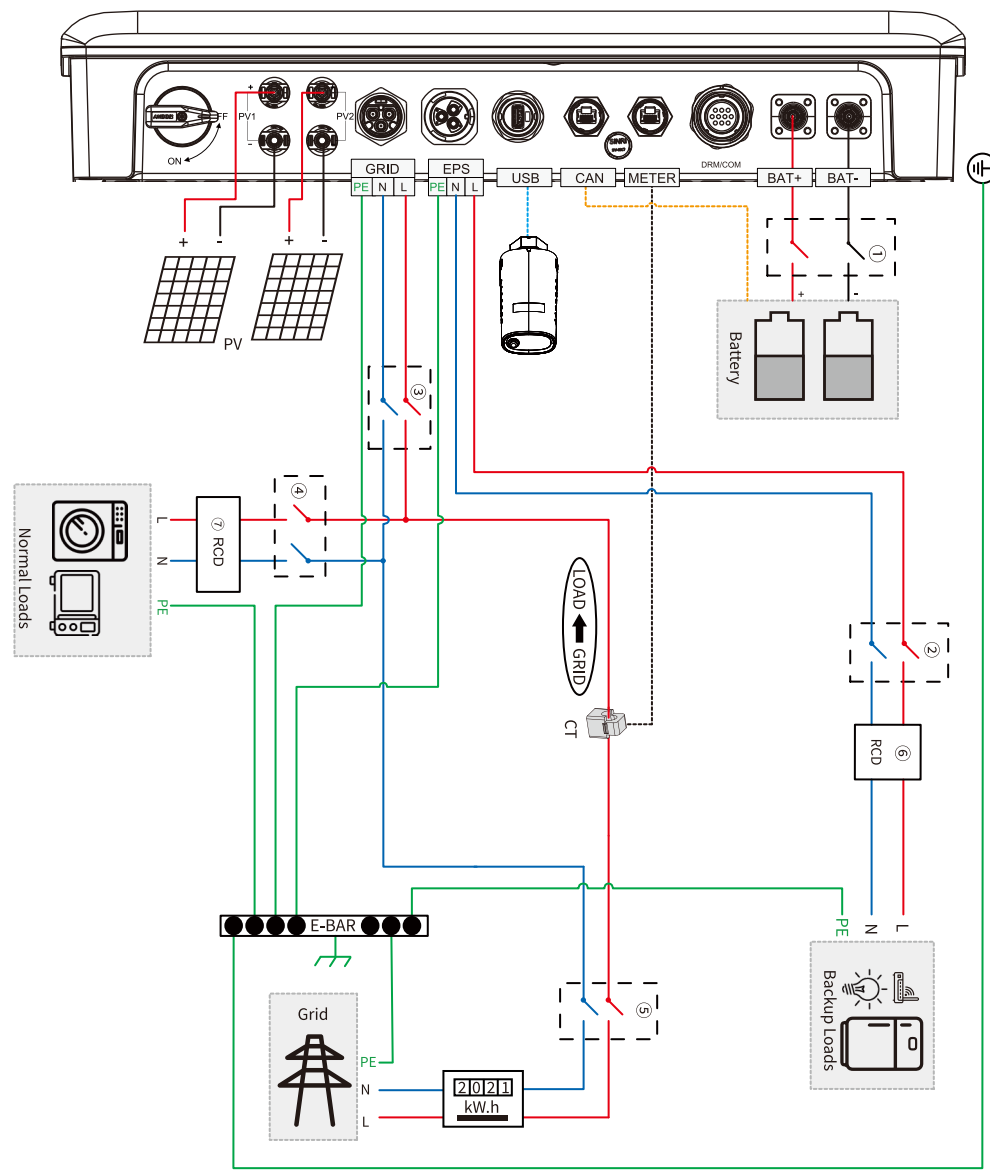 +
PV1
-
PV2
FF
ON
SINRI
DRM/COM
GRID
PE N L
EPS
PE N L
USB
CAN
METER
BAT+
BAT-
+ -
+ -
PV
①
+ -
Battery
③
④
⑦ RCD
L
N
PE
Normal Loads
LOAD GRID
CT
②
⑥
RCD
PE
N
L
Backup Loads
E-BAR
⑤
Grid
PE
N
L
2021
kW.h